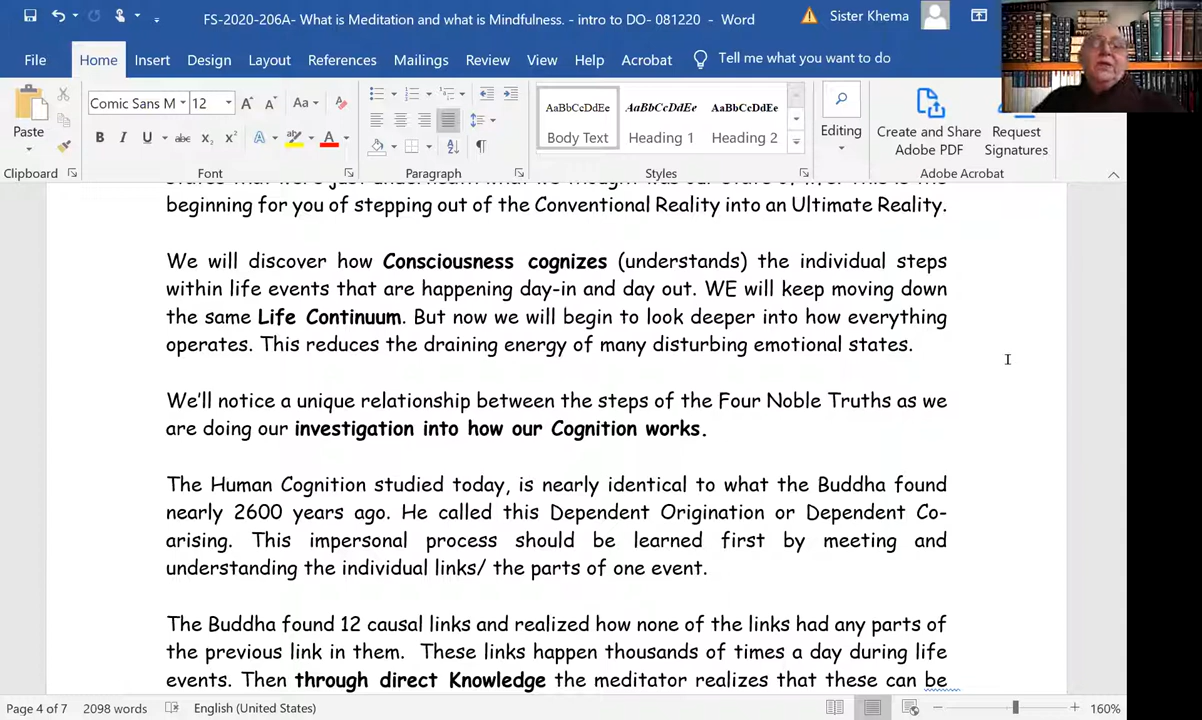 FS-2020-206A- What is Meditation and what is Mindfulness. - intro to DO- 081220 - Word
Sister Khema
File Home Insert Design Layout References Mailings Review View Help Acrobat Tell me what you want to do
Comic Sans M 12
Paste
Clipboard
Font
Paragraph
AaBbCcDdEe
Body Text
AaBbCcDdEe
Heading 1
AaBbCcDdEe
Heading 2
Styles
Editing
Create and Share
Adobe PDF
Request
Signatures
Adobe Acrobat
beginning for you of stepping out of the Conventional Reality into an Ultimate Reality.
We will discover how Consciousness cognizes (understands) the individual steps
within life events that are happening day-in and day out. WE will keep moving down
the same Life Continuum. But now we will begin to look deeper into how everything
operates. This reduces the draining energy of many disturbing emotional states.
We'll notice a unique relationship between the steps of the Four Noble Truths as we
are doing our investigation into how our Cognition works.
The Human Cognition studied today, is nearly identical to what the Buddha found
nearly 2600 years ago. He called this Dependent Origination or Dependent Co-
arising. This impersonal process should be learned first by meeting and
understanding the individual links/ the parts of one event.
The Buddha found 12 causal links and realized how none of the links had any parts of
the previous link in them. These links happen thousands of times a day during life
events. Then through direct Knowledge the meditator realizes that these can be
Page 4 of 7 2098 words English (United States) 160%